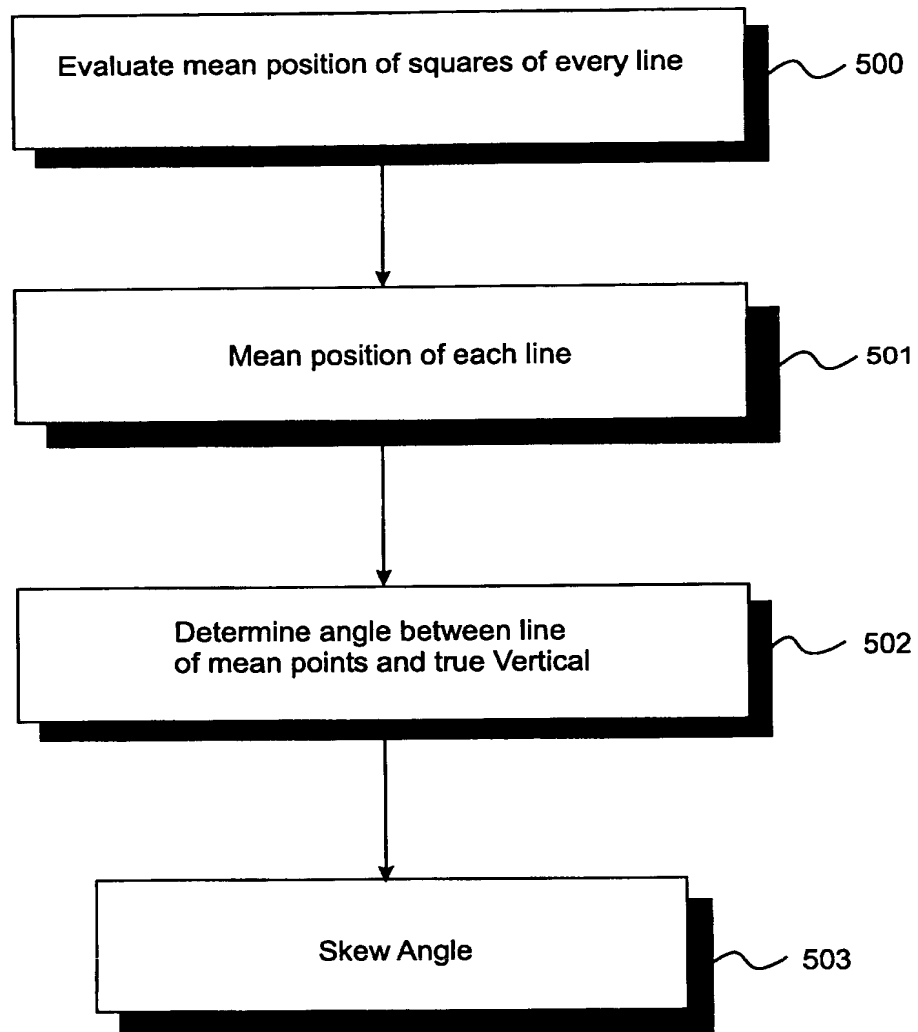 Evaluate mean position of squares of every line
500
Mean position of each line
501
Determine angle between line
of mean points and true Vertical
502
Skew Angle
503